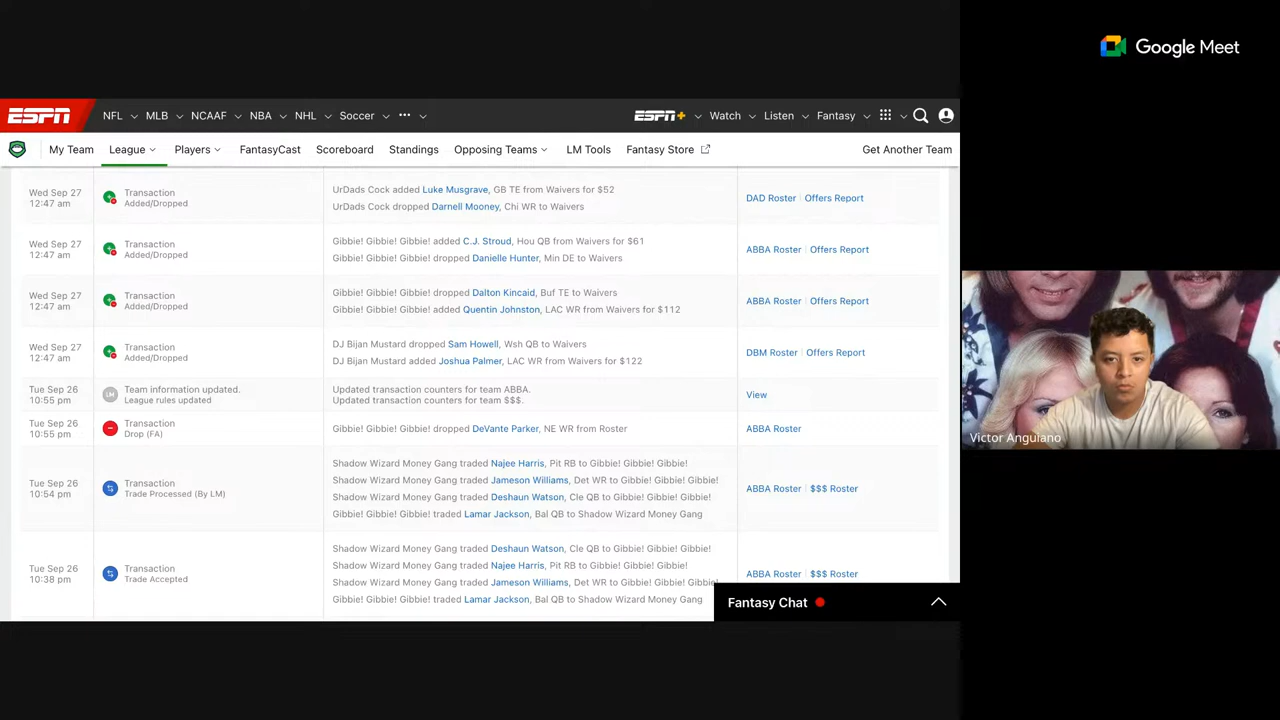 Google Meet
ESPN NFL MLB NCAAF NBA NHL Soccer ••• ESPN+ Watch Listen Fantasy
My Team League Players FantasyCast Scoreboard Standings Opposing Teams LM Tools Fantasy Store Get Another Team
Wed Sep 27
12:47 am
Transaction
Added/Dropped
UrDads Cock added Luke Musgrave, GB TE from Waivers for $52
UrDads Cock dropped Darnell Mooney, Chi WR to Waivers
DAD Roster | Offers Report
Wed Sep 27
12:47 am
Transaction
Added/Dropped
Gibbie! Gibbie! Gibbie! added C.J. Stroud, Hou QB from Waivers for $61
Gibbie! Gibbie! Gibbie! dropped Danielle Hunter, Min DE to Waivers
ABBA Roster | Offers Report
Wed Sep 27
12:47 am
Transaction
Added/Dropped
Gibbie! Gibbie! Gibbie! dropped Dalton Kincaid, Buf TE to Waivers
Gibbie! Gibbie! Gibbie! added Quentin Johnston, LAC WR from Waivers for $112
ABBA Roster | Offers Report
Wed Sep 27
12:47 am
Transaction
Added/Dropped
DJ Bijan Mustard dropped Sam Howell, Wsh QB to Waivers
DJ Bijan Mustard added Joshua Palmer, LAC WR from Waivers for $122
DBM Roster | Offers Report
Tue Sep 26
10:55 pm
LM
Team information updated.
League rules updated
Updated transaction counters for team ABBA.
Updated transaction counters for team $$$.
View
Tue Sep 26
10:55 pm
Transaction
Drop (FA)
Gibbie! Gibbie! Gibbie! dropped DeVante Parker, NE WR from Roster
ABBA Roster
Tue Sep 26
10:54 pm
Transaction
Trade Processed (By LM)
Shadow Wizard Money Gang traded Najee Harris, Pit RB to Gibbie! Gibbie! Gibbie!
Shadow Wizard Money Gang traded Jameson Williams, Det WR to Gibbie! Gibbie! Gibbie!
Shadow Wizard Money Gang traded Deshaun Watson, Cle QB to Gibbie! Gibbie! Gibbie!
Gibbie! Gibbie! Gibbie! traded Lamar Jackson, Bal QB to Shadow Wizard Money Gang
ABBA Roster | $$$ Roster
Tue Sep 26
10:38 pm
Transaction
Trade Accepted
Shadow Wizard Money Gang traded Deshaun Watson, Cle QB to Gibbie! Gibbie! Gibbie!
Shadow Wizard Money Gang traded Najee Harris, Pit RB to Gibbie! Gibbie! Gibbie!
Shadow Wizard Money Gang traded Jameson Williams, Det WR to Gibbie! Gibbie! Gibbie!
Gibbie! Gibbie! Gibbie! traded Lamar Jackson, Bal QB to Shadow Wizard Money Gang
ABBA Roster | $$$ Roster
Fantasy Chat
Victor Anguiano